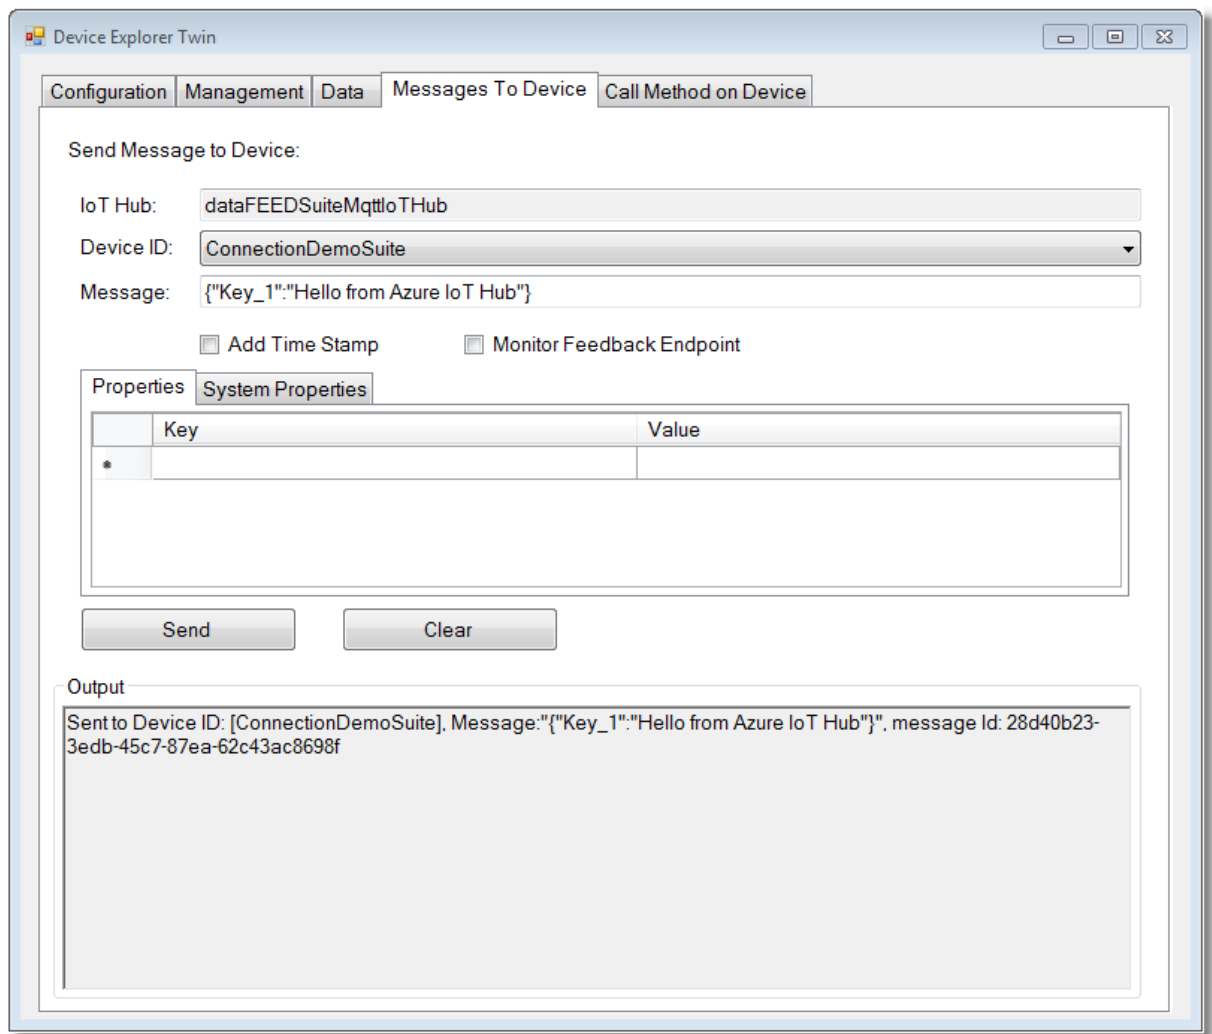 Device Explorer Twin
Configuration Management Data Messages To Device Call Method on Device
Send Message to Device:
IoT Hub: dataFEEDSuiteMqttIoTHub
Device ID: ConnectionDemoSuite
Message: {"Key_1":"Hello from Azure IoT Hub"}
Add Time Stamp Monitor Feedback Endpoint
Properties System Properties
Key Value
*
Send Clear
Output
Sent to Device ID: [ConnectionDemoSuite], Message:"{"Key_1":"Hello from Azure IoT Hub"}", message Id: 28d40b23-
3edb-45c7-87ea-62c43ac8698f